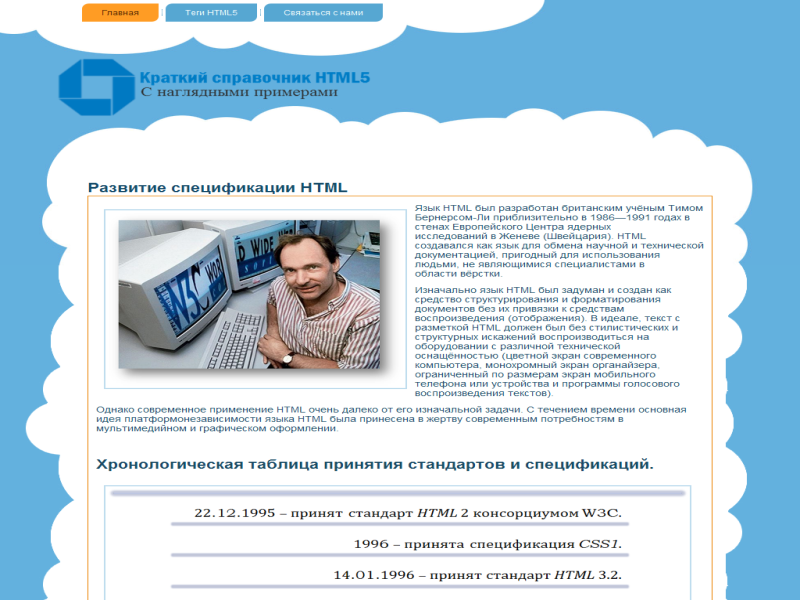 Главная
Теги HTML5
Связаться с нами
Краткий справочник HTML5
С наглядными примерами
Развитие спецификации HTML
Язык HTML был разработан британским учёным Тимом
Бернерсом-Ли приблизительно в 1986—1991 годах в
стенах Европейского Центра ядерных
исследований в Женеве (Швейцария). HTML
создавался как язык для обмена научной и технической
документацией, пригодный для использования
людьми, не являющимися специалистами в
области вёрстки.
Изначально язык HTML был задуман и создан как
средство структурирования и форматирования
документов без их привязки к средствам
воспроизведения (отображения). В идеале, текст с
разметкой HTML должен был без стилистических и
структурных искажений воспроизводиться на
оборудовании с различной технической
оснащённостью (цветной экран современного
компьютера, монохромный экран органайзера,
ограниченный по размерам экран мобильного
телефона или устройства и программы голосового
воспроизведения текстов).
Однако современное применение HTML очень далеко от его изначальной задачи. С течением времени основная
идея платформонезависимости языка HTML была принесена в жертву современным потребностям в
мультимедийном и графическом оформлении.
Хронологическая таблица принятия стандартов и спецификаций.
22.12.1995 – принят стандарт HTML 2 консорциумом W3C.
1996 – принята спецификация CSS1.
14.01.1996 – принят стандарт HTML 3.2.